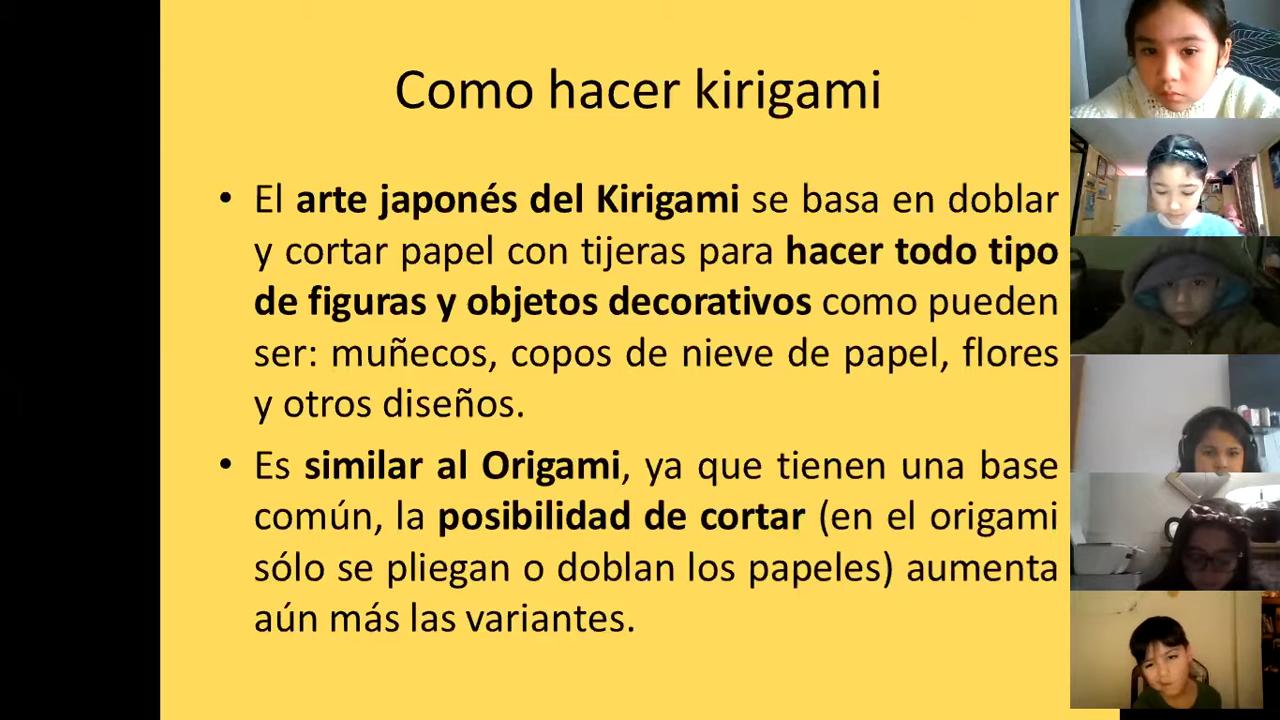 Como hacer kirigami
• El arte japonés del Kirigami se basa en doblar
y cortar papel con tijeras para hacer todo tipo
de figuras y objetos decorativos como pueden
ser: muñecos, copos de nieve de papel, flores
y otros diseños.
• Es similar al Origami, ya que tienen una base
común, la posibilidad de cortar (en el origami
sólo se pliegan o doblan los papeles) aumenta
aún más las variantes.